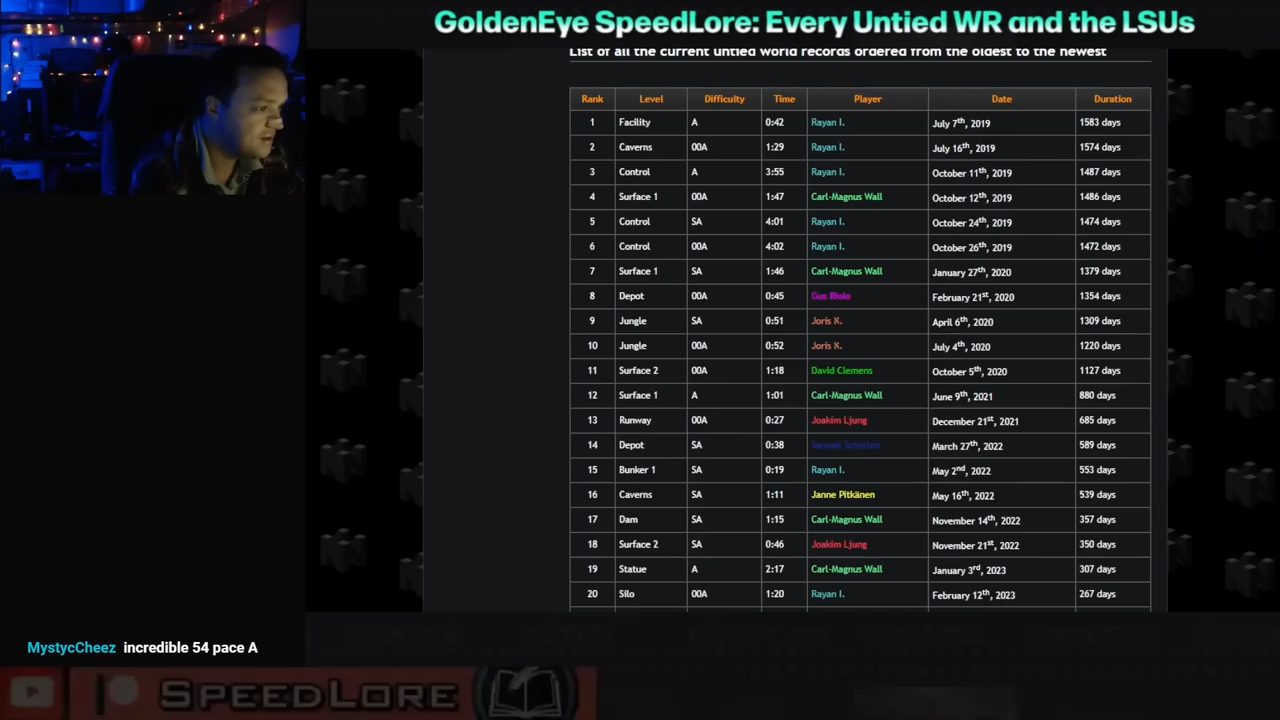 GoldenEye SpeedLore: Every Untied WR and the LSUs
List of all the current untied world records ordered from the oldest to the newest
Rank Level Difficulty Time Player Date Duration
1 Facility A 0:42 Rayan I. July 7th, 2019 1583 days
2 Caverns 00A 1:29 Rayan I. July 16th, 2019 1574 days
3 Control A 3:55 Rayan I. October 11th, 2019 1487 days
4 Surface 1 00A 1:47 Carl-Magnus Wall October 12th, 2019 1486 days
5 Control SA 4:01 Rayan I. October 24th, 2019 1474 days
6 Control 00A 4:02 Rayan I. October 26th, 2019 1472 days
7 Surface 1 SA 1:46 Carl-Magnus Wall January 27th, 2020 1379 days
8 Depot 00A 0:45 February 21st, 2020 1354 days
9 Jungle SA 0:51 Joris April 6th, 2020 1309 days
10 Jungle 00A 0:52 Joris July 4th, 2020 1220 days
11 Surface 2 00A 1:18 David Clemens October 5th, 2020 1127 days
12 Surface 1 A 1:01 Carl-Magnus Wall June 9th, 2021 880 days
13 Runway 00A 0:27 Joakim Ljung December 21st, 2021 685 days
14 Depot SA 0:38 March 27th, 2022 589 days
15 Bunker 1 SA 0:19 Rayan I. May 2nd, 2022 553 days
16 Caverns SA 1:11 Janne Pitkänen May 16th, 2022 539 days
17 Dam SA 1:15 Carl-Magnus Wall November 14th, 2022 357 days
18 Surface 2 SA 0:46 Joakim Ljung November 21st, 2022 350 days
19 Statue A 2:17 Carl-Magnus Wall January 3rd, 2023 307 days
20 Silo 00A 1:20 Rayan I. February 12th, 2023 267 days
MystycCheez incredible 54 pace A
SPEEDLORE